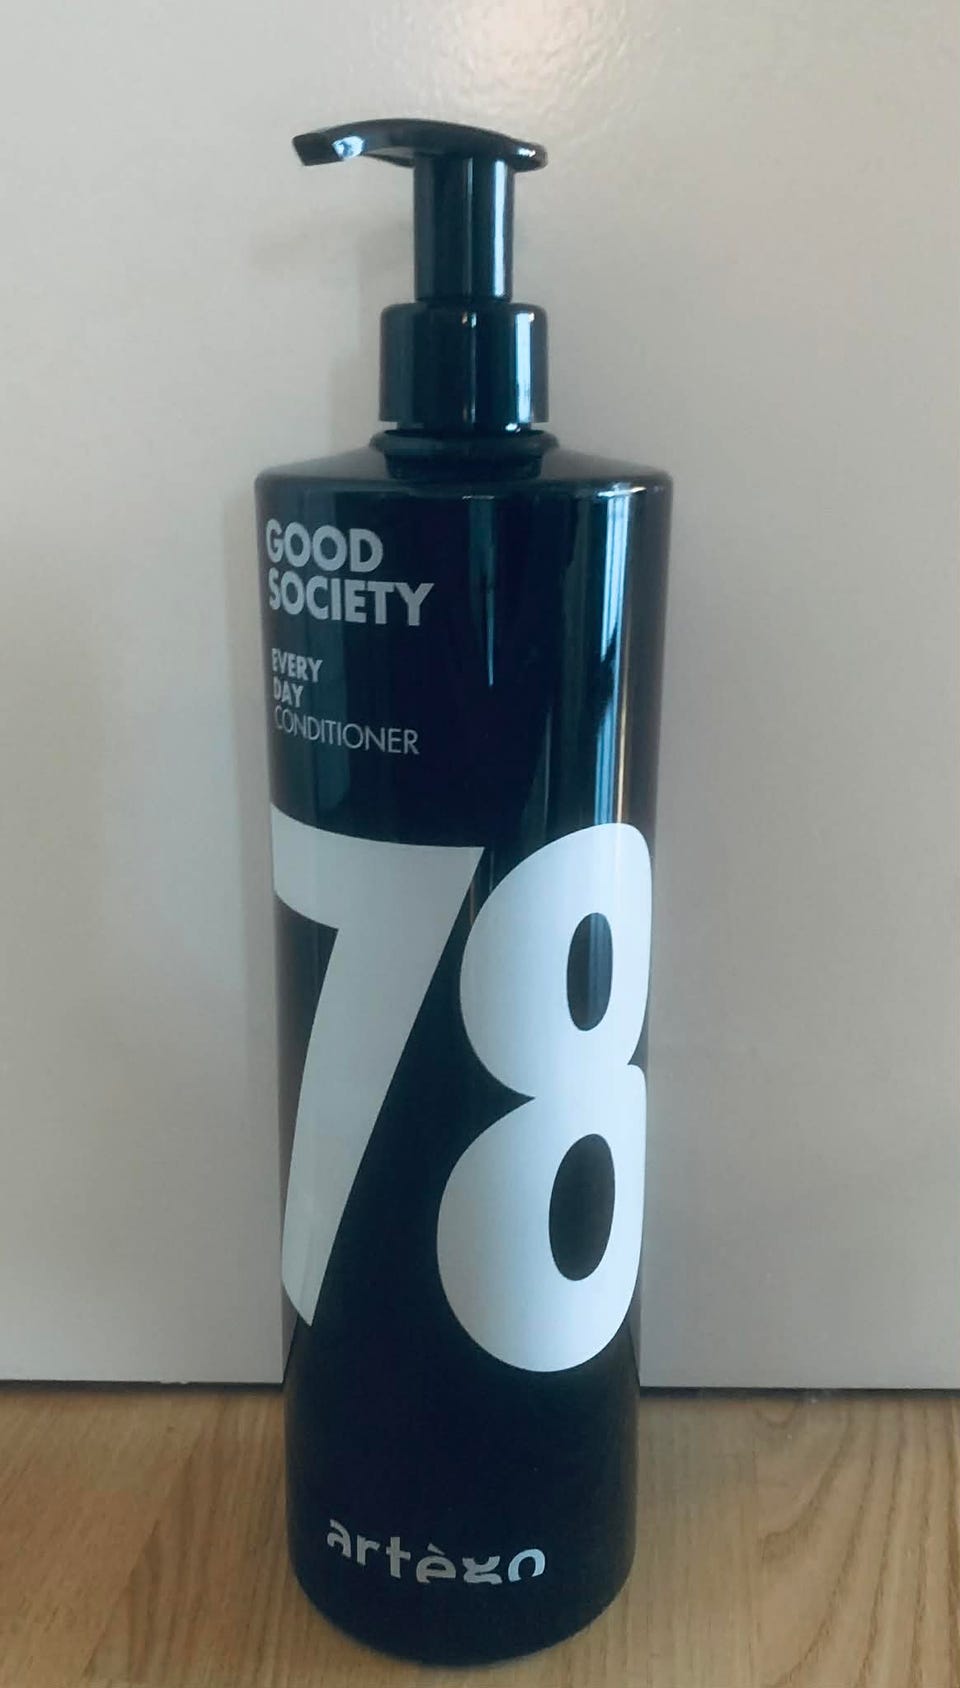 GOOD
SOCIETY
EVERY
DAY
CONDITIONER
78
artègo